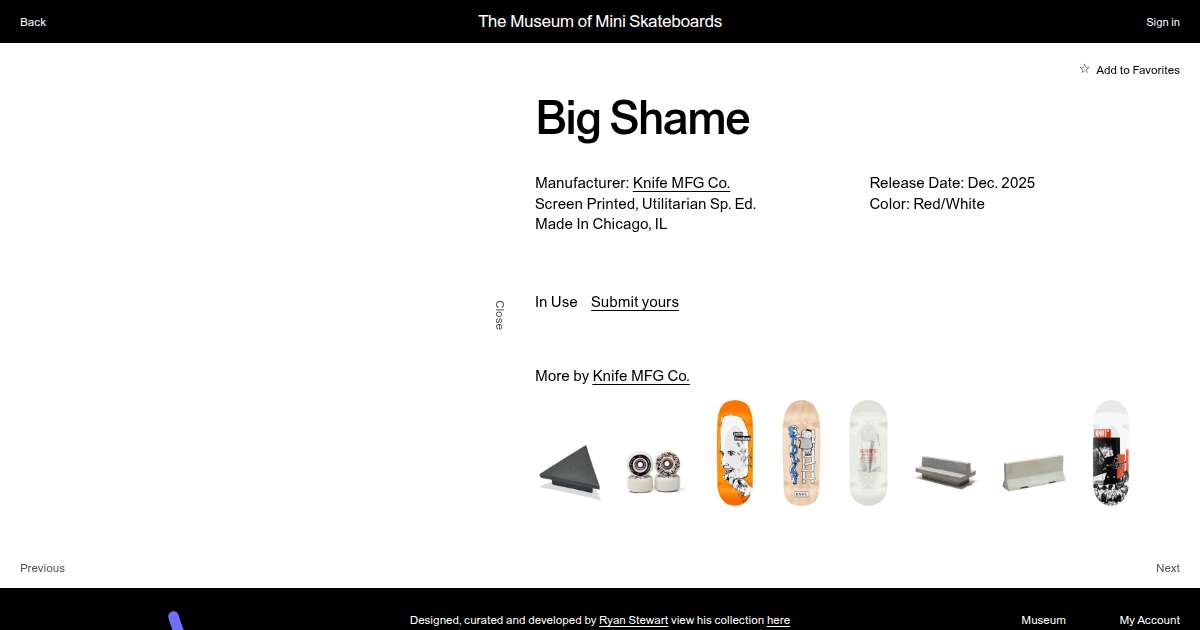 Back
The Museum of Mini Skateboards
Sign in
☆ Add to Favorites
Big Shame
Manufacturer: Knife MFG Co.
Screen Printed, Utilitarian Sp. Ed.
Made In Chicago, IL
Release Date: Dec. 2025
Color: Red/White
Close
In Use Submit yours
More by Knife MFG Co.
Previous
Next
Designed, curated and developed by Ryan Stewart view his collection here
Museum
My Account